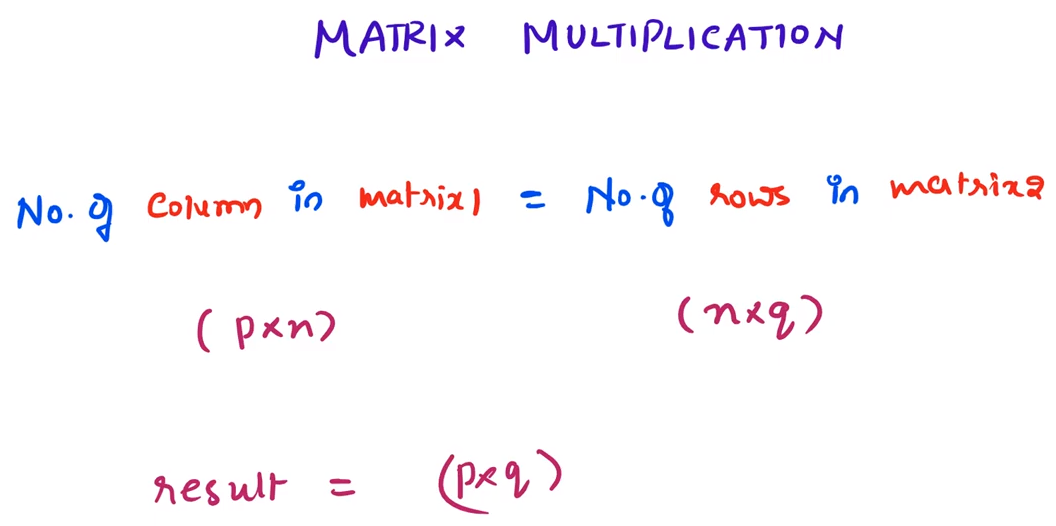 MATRIX MULTIPLICATION
No. of column in matrix1 = No. of rows in matrix2
(p×n) (n×q)
result = (p×q)